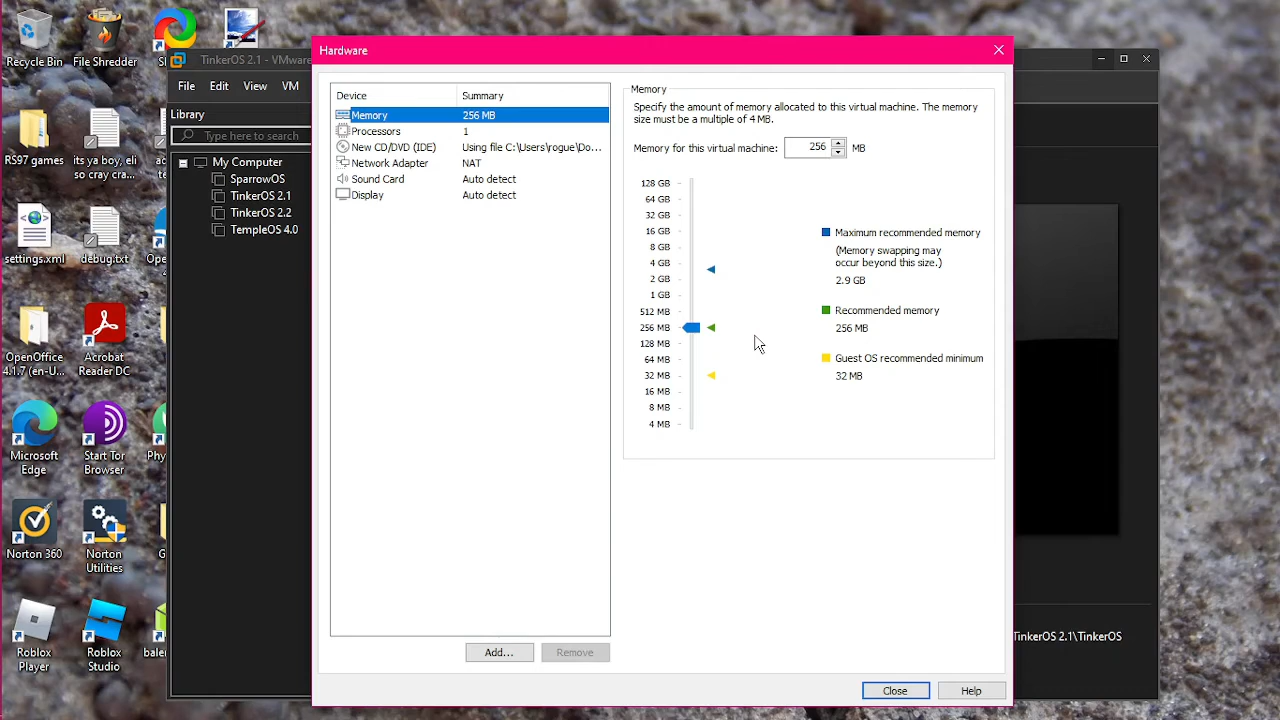 Recycle Bin
File Shredder
RS97 games
its ya boy, eli
so cray cra...
settings.xml
debug.txt
OpenOffice
4.1.7 (en-U...
Acrobat
Reader DC
Microsoft
Edge
Start Tor
Browser
Norton 360
Norton
Utilities
Roblox
Player
Roblox
Studio
TinkerOS 2.1 - VMware
File Edit View VM
Library
Type here to search
My Computer
SparrowOS
TinkerOS 2.1
TinkerOS 2.2
TempleOS 4.0
Hardware
Device Summary
Memory 256 MB
Processors 1
New CD/DVD (IDE) Using file C:\Users\rogue\Do...
Network Adapter NAT
Sound Card Auto detect
Display Auto detect
Add... Remove
Memory
Specify the amount of memory allocated to this virtual machine. The memory
size must be a multiple of 4 MB.
Memory for this virtual machine: 256 MB
128 GB
64 GB
32 GB
16 GB
8 GB
4 GB
2 GB
1 GB
512 MB
256 MB
128 MB
64 MB
32 MB
16 MB
8 MB
4 MB
Maximum recommended memory
(Memory swapping may
occur beyond this size.)
2.9 GB
Recommended memory
256 MB
Guest OS recommended minimum
32 MB
Close Help
TinkerOS 2.1\TinkerOS